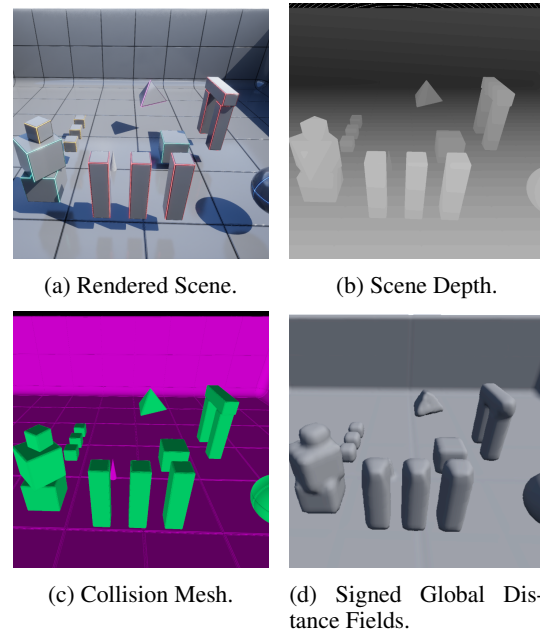 (a) Rendered Scene.
(b) Scene Depth.
(c) Collision Mesh.
(d) Signed Global Dis-
tance Fields.